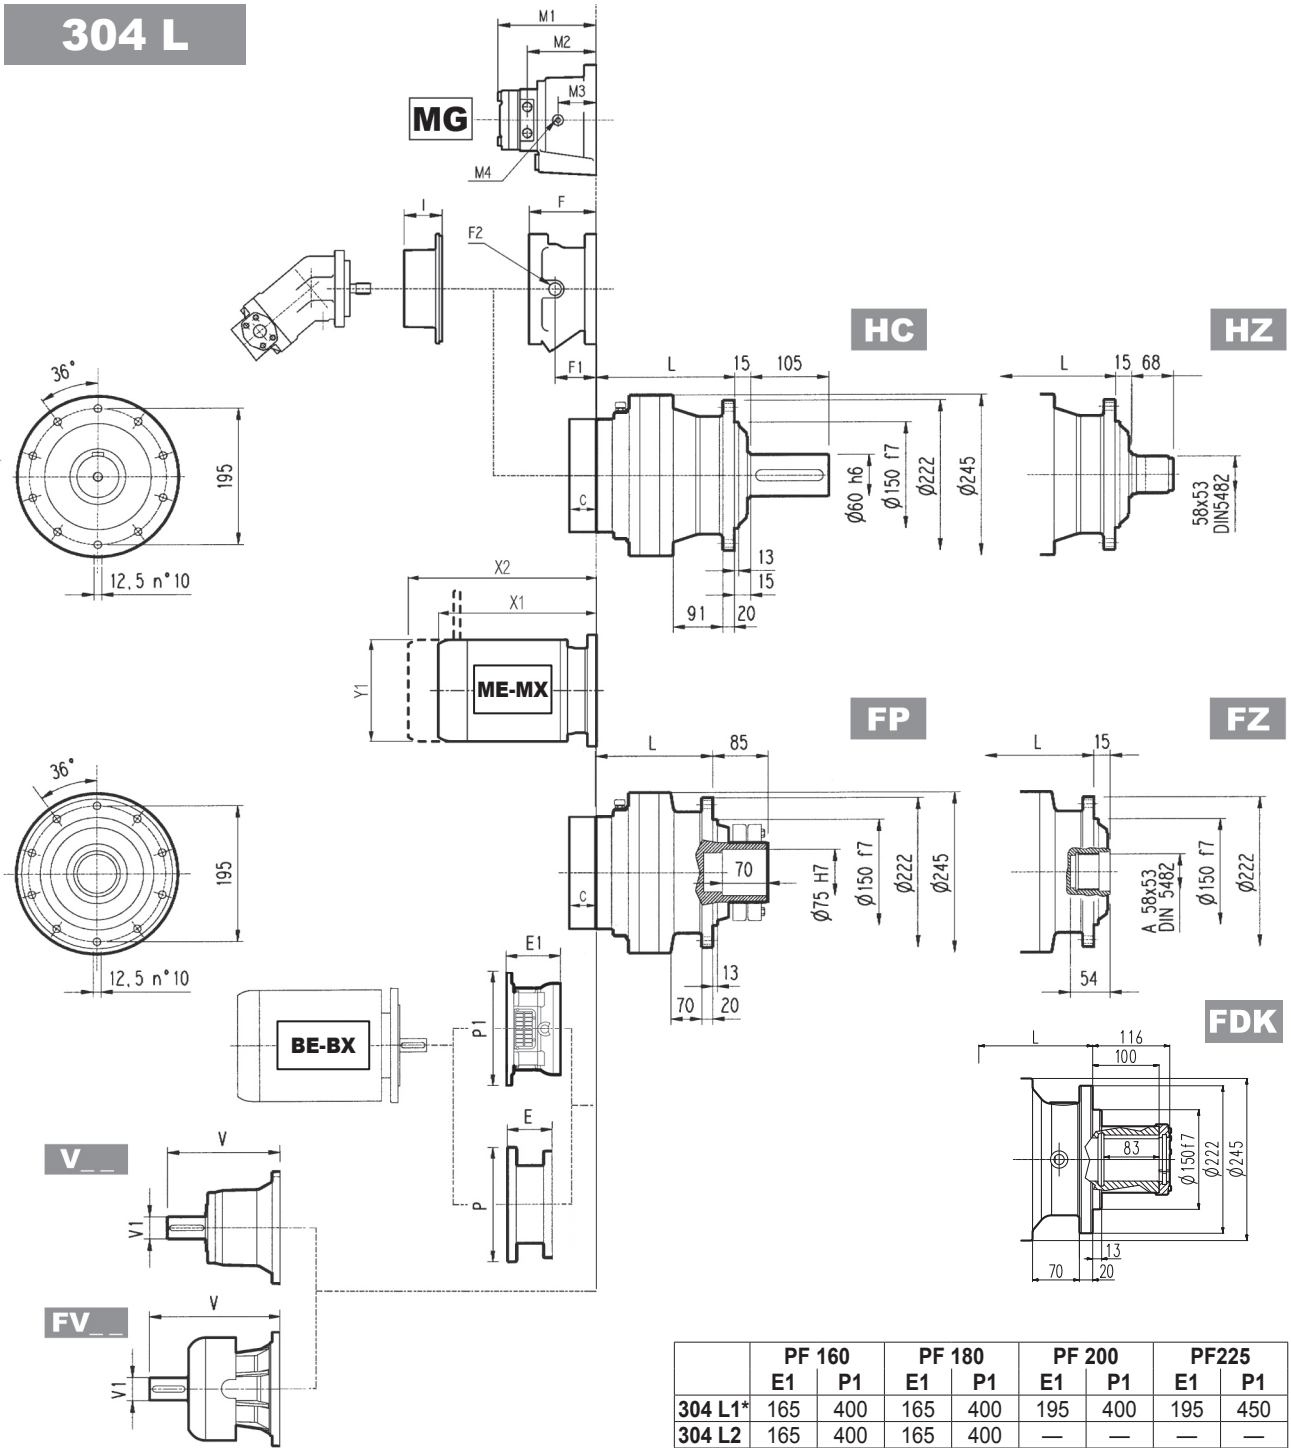 304 L
M1
M2
M3
MG
M4
F
I
F2
HC
HZ
F1
L 15 105
L 15 68
36°
195
C
Ø60 h6
Ø150 f7
Ø222
Ø245
58x53
DIN5482
12,5 n°10
13
15
91 20
X2
X1
Y1
ME-MX
FP
FZ
L 85
L 15
36°
195
C
70
Ø75 H7
Ø150 f7
Ø222
Ø245
A 58x53
DIN 5482
Ø150 f7
Ø222
12,5 n°10
13
70 20
54
E1
P1
BE-BX
FDK
L 116
100
83
Ø150f7
Ø222
Ø245
13
70 20
E
P
V_ _
V
V1
FV_ _
V
V1
PF 160 PF 180 PF 200 PF225
E1 P1 E1 P1 E1 P1 E1 P1
304 L1* 165 400 165 400 195 400 195 450
304 L2 165 400 165 400 — — — —